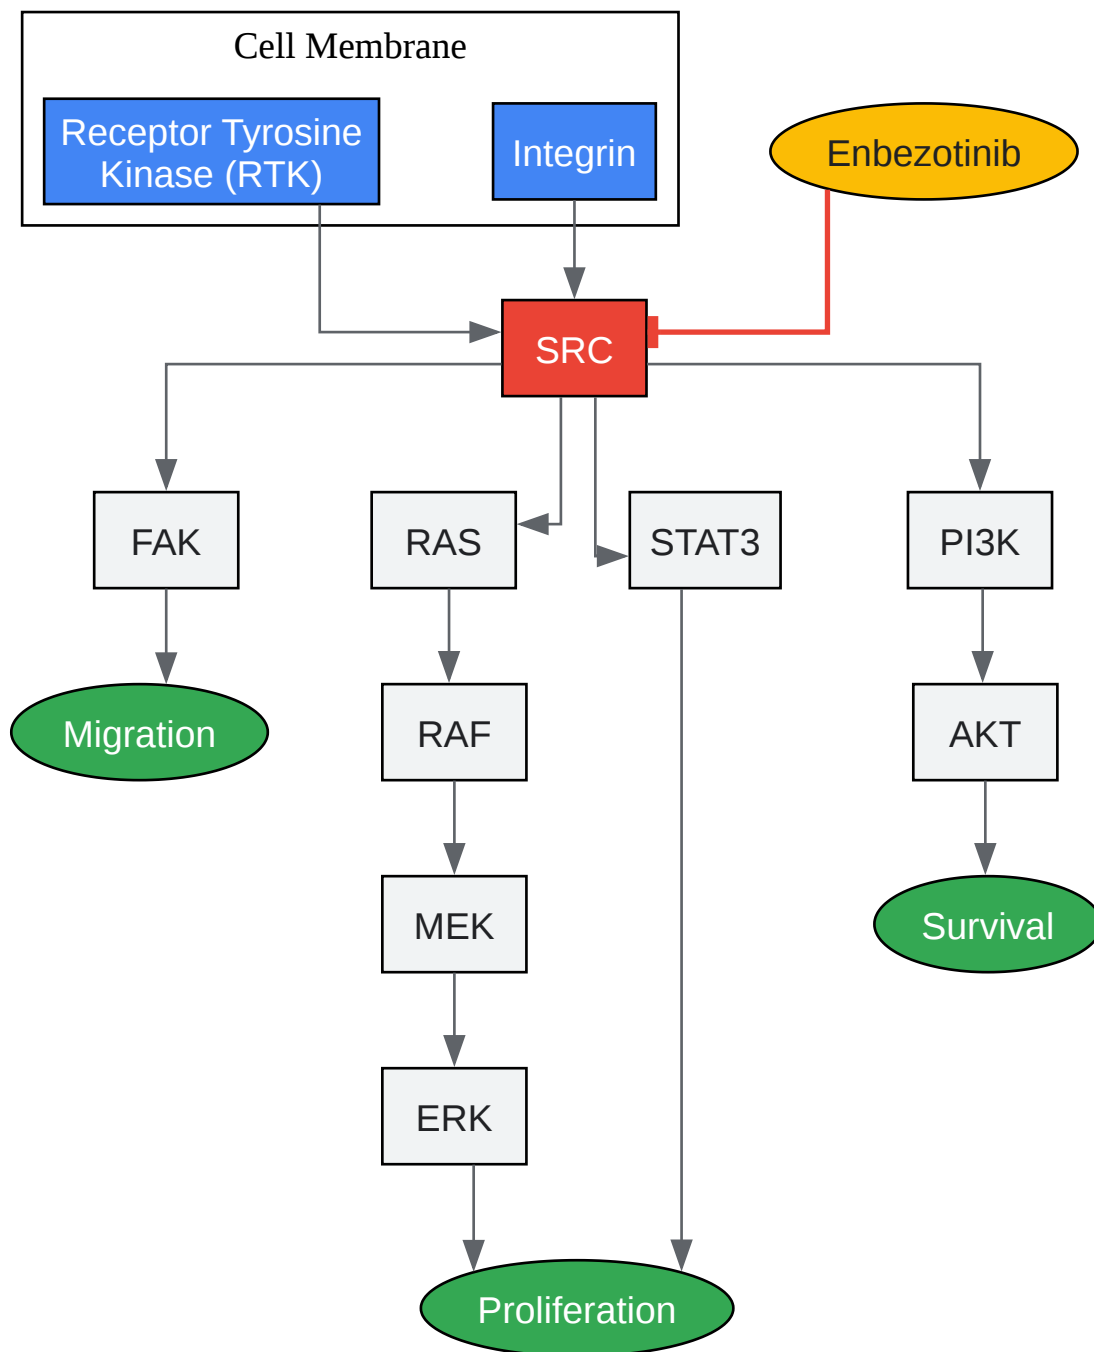 Cell Membrane
Receptor Tyrosine
Kinase (RTK)
Integrin
Enbezotinib
SRC
FAK
RAS
STAT3
PI3K
Migration
RAF
AKT
MEK
Survival
ERK
Proliferation